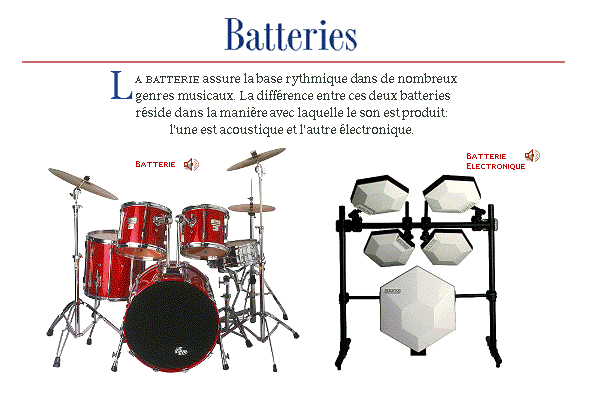 Batteries
LA BATTERIE assure la base rythmique dans de nombreux
genres musicaux. La différence entre ces deux batteries
réside dans la manière avec laquelle le son est produit:
l'une est acoustique et l'autre électronique.
BATTERIE
BATTERIE
ELECTRONIQUE